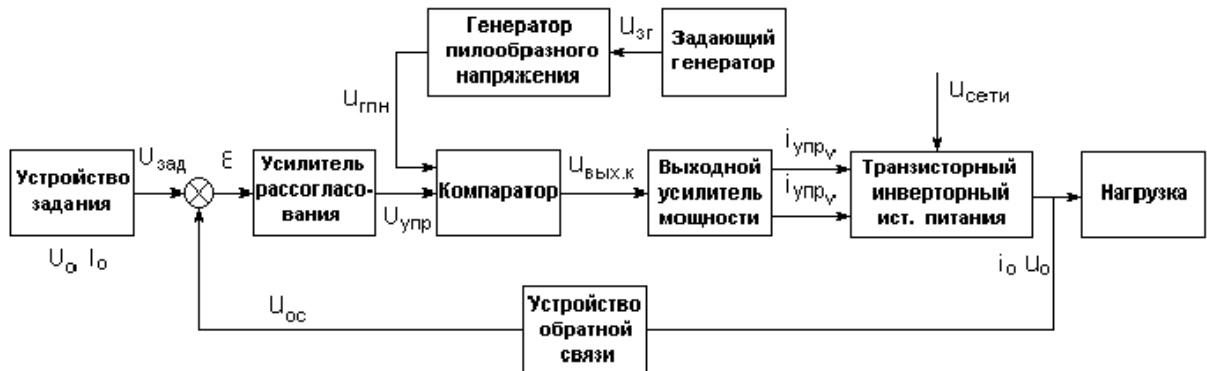 Генератор
пилообразного
напряжения
Uзг
Задающий
генератор
Uгпн
Uсети
Устройство
задания
Uзад
ε
Усилитель
рассогласо-
вания
Uупр
Компаратор
Uвых.к
Выходной
усилитель
мощности
iупрv.
iупрv.
Транзисторный
инверторный
ист. питания
Нагрузка
Uо, Iо
iо uо
Uос
Устройство
обратной
связи